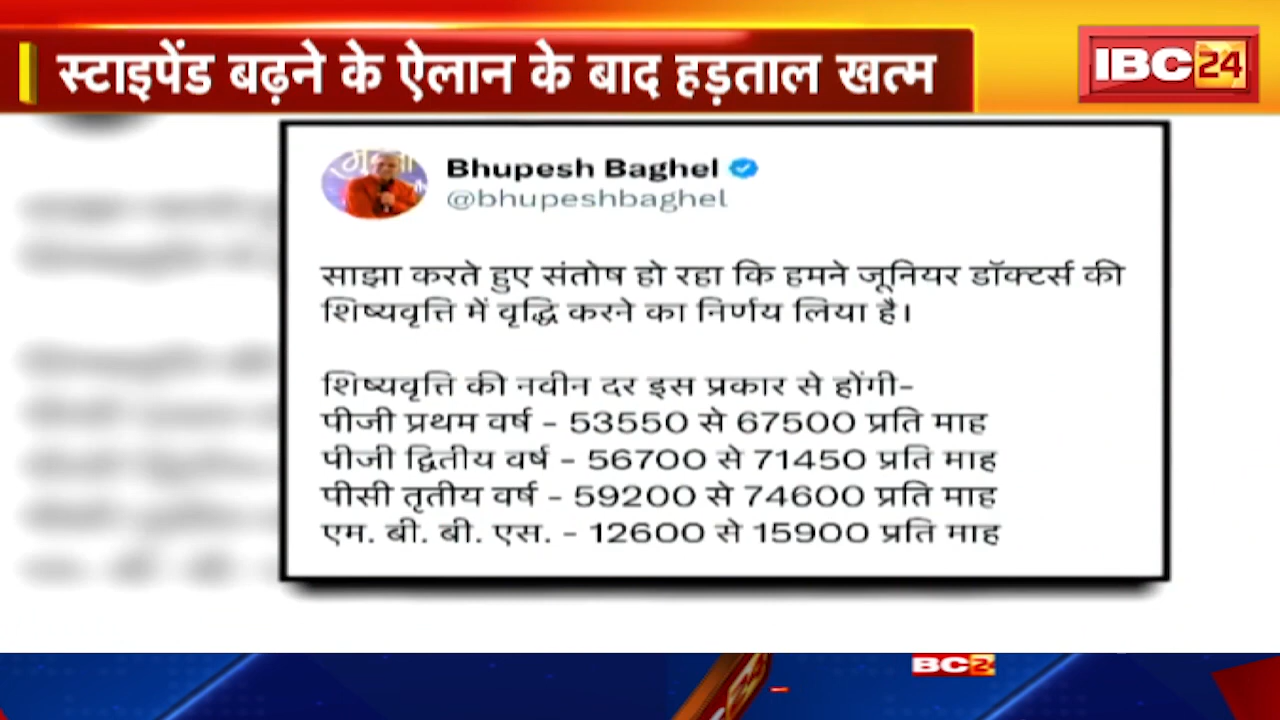 स्टाइपेंड बढ़ने के ऐलान के बाद हड़ताल खत्म
IBC24
Bhupesh Baghel
@bhupeshbaghel
साझा करते हुए संतोष हो रहा कि हमने जूनियर डॉक्टर्स की
शिष्यवृत्ति में वृद्धि करने का निर्णय लिया है।
शिष्यवृत्ति की नवीन दर इस प्रकार से होंगी-
पीजी प्रथम वर्ष - 53550 से 67500 प्रति माह
पीजी द्वितीय वर्ष - 56700 से 71450 प्रति माह
पीसी तृतीय वर्ष - 59200 से 74600 प्रति माह
एम. बी. बी. एस. - 12600 से 15900 प्रति माह
BC2